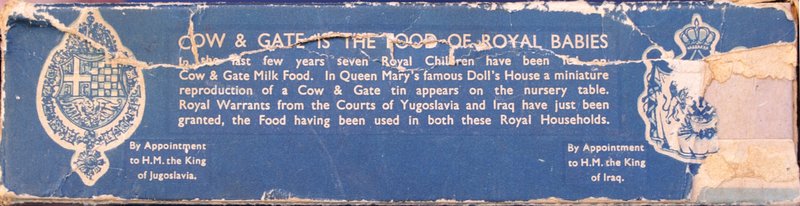 COW & GATE IS THE FOOD OF ROYAL BABIES
In the last few years seven Royal Children have been fed on
Cow & Gate Milk Food. In Queen Mary's famous Doll's House a miniature
reproduction of a Cow & Gate tin appears on the nursery table.
Royal Warrants from the Courts of Yugoslavia and Iraq have just been
granted, the Food having been used in both these Royal Households.
By Appointment
to H.M. the King
of Jugoslavia.
By Appointment
to H.M. the King
of Iraq.